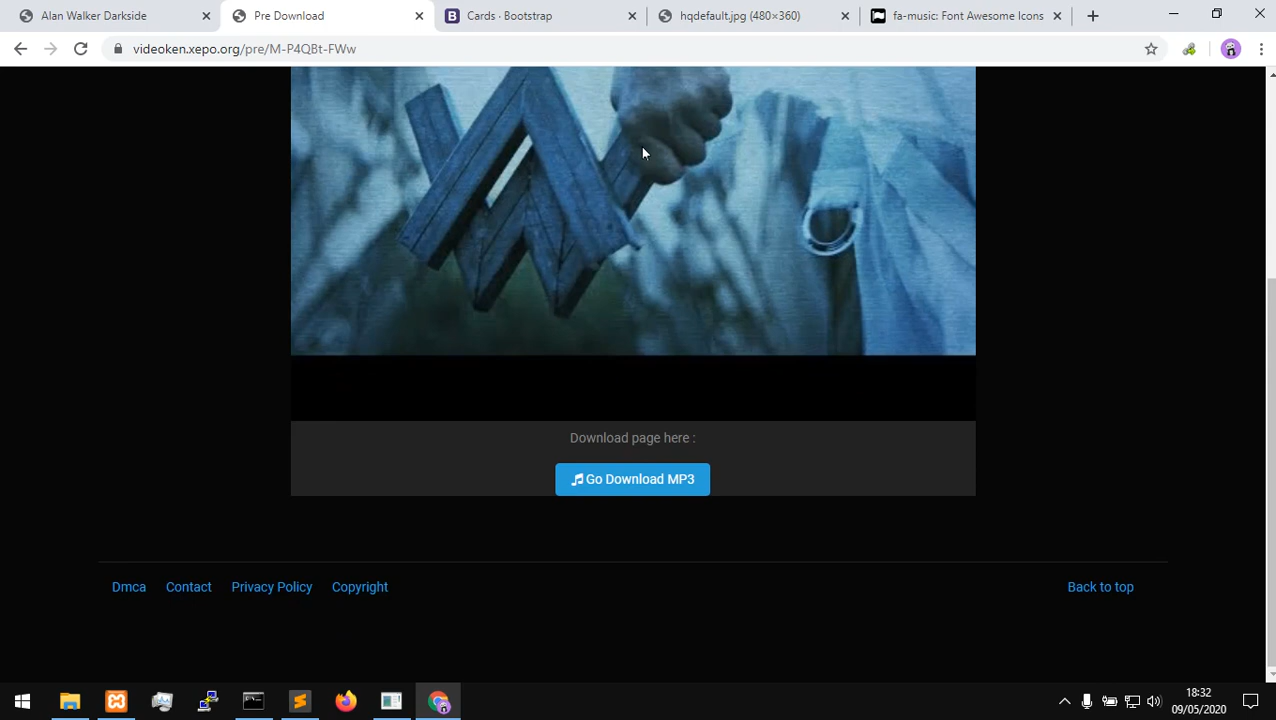 Alan Walker Darkside
Pre Download
B Cards · Bootstrap
hqdefault.jpg (480×360)
fa-music: Font Awesome Icons
videoken.xepo.org/pre/M-P4QBt-FWw
Download page here :
Go Download MP3
Dmca Contact Privacy Policy Copyright Back to top
18:32
09/05/2020